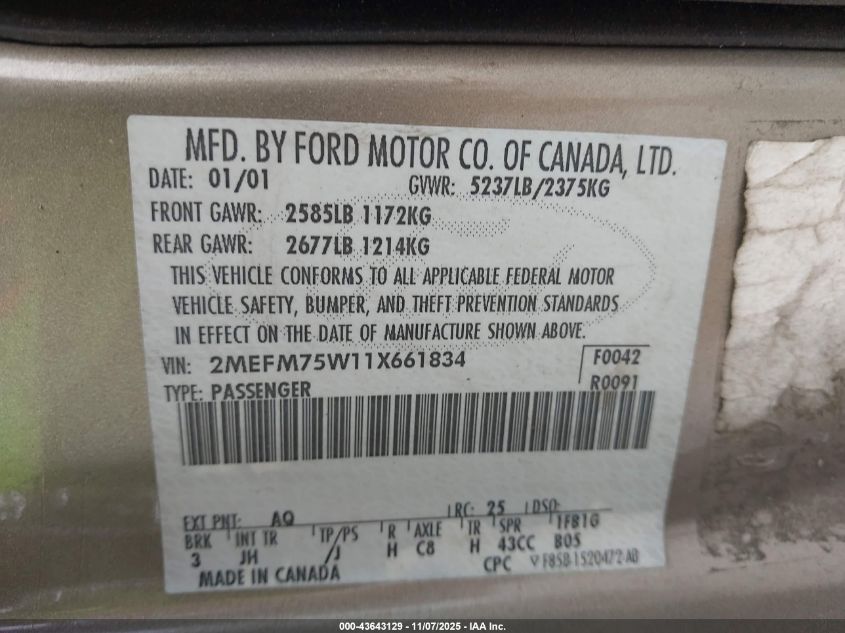 MFD. BY FORD MOTOR CO. OF CANADA, LTD.
DATE: 01/01 GVWR: 5237LB/2375KG
FRONT GAWR: 2585LB 1172KG
REAR GAWR: 2677LB 1214KG
THIS VEHICLE CONFORMS TO ALL APPLICABLE FEDERAL MOTOR
VEHICLE SAFETY, BUMPER, AND THEFT PREVENTION STANDARDS
IN EFFECT ON THE DATE OF MANUFACTURE SHOWN ABOVE.
VIN: 2MEFM75W11X661834 F0042
TYPE: PASSENGER R0091
EXT PNT: AQ RC: 25 DSO:
BRK INT TR TP/PS R AXLE TR SPR 1FB1G
3 JH /J H C8 H 43CC B05
MADE IN CANADA CPC
000-43643129 - 11/07/2025 - IAA Inc.